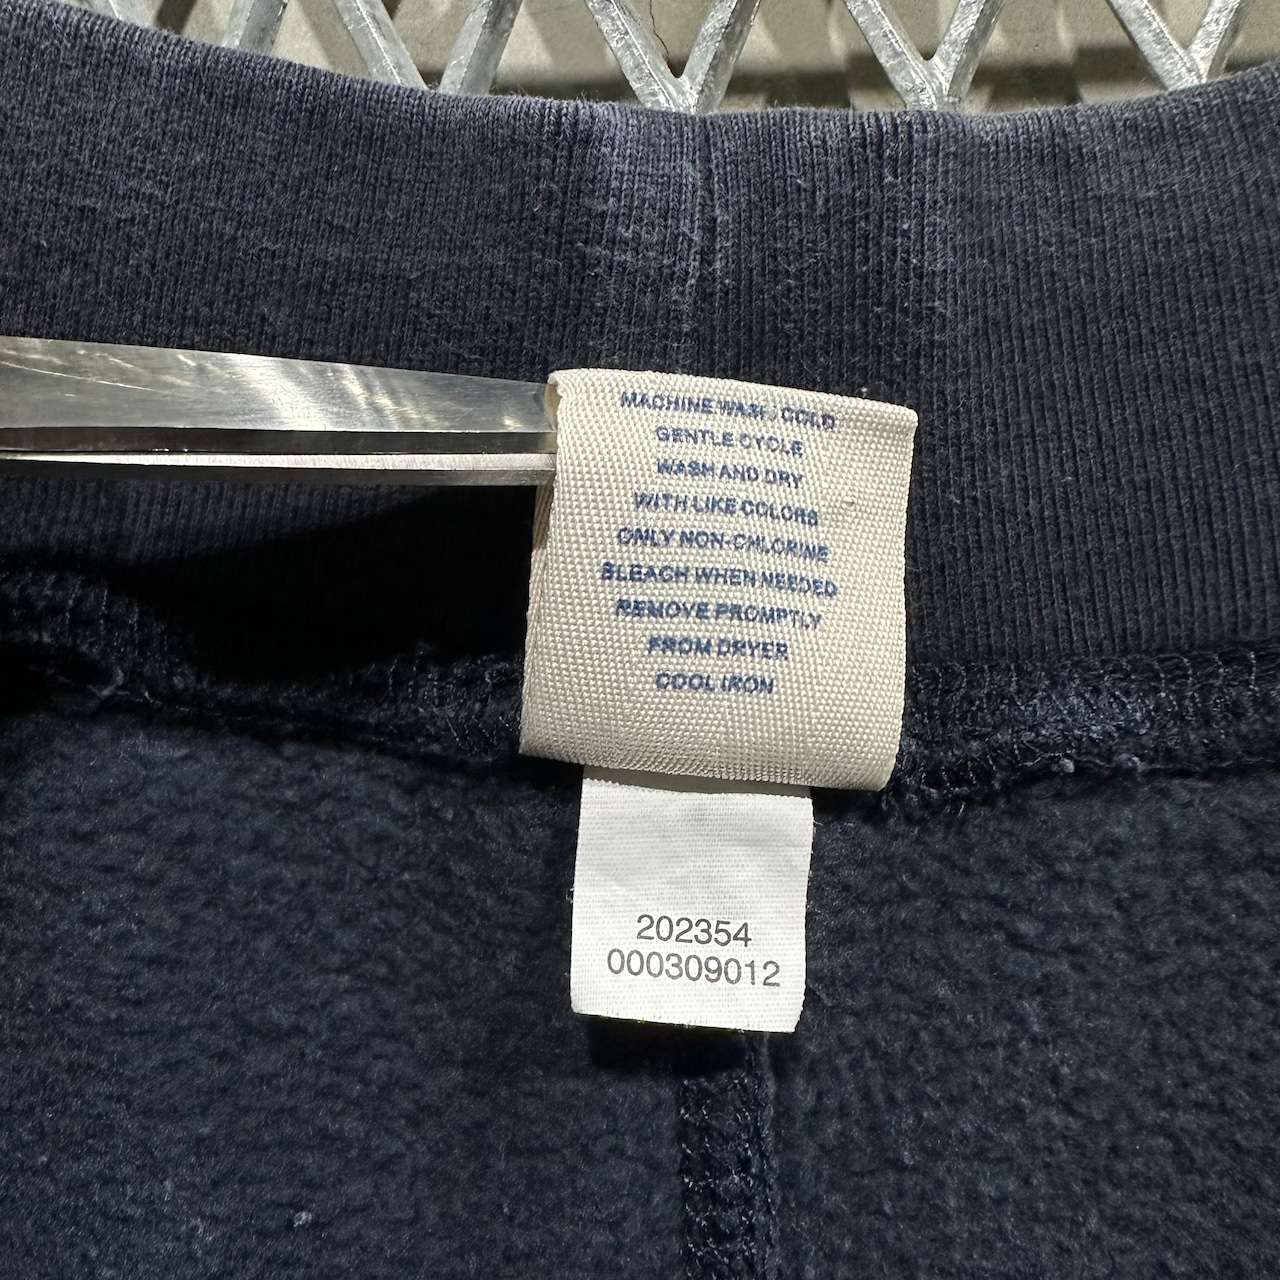 MACHINE WASH, COLD
GENTLE CYCLE
WASH AND DRY
WITH LIKE COLORS
ONLY NON-CHLORINE
BLEACH WHEN NEEDED
REMOVE PROMPTLY
FROM DRYER
COOL IRON
202354
000309012